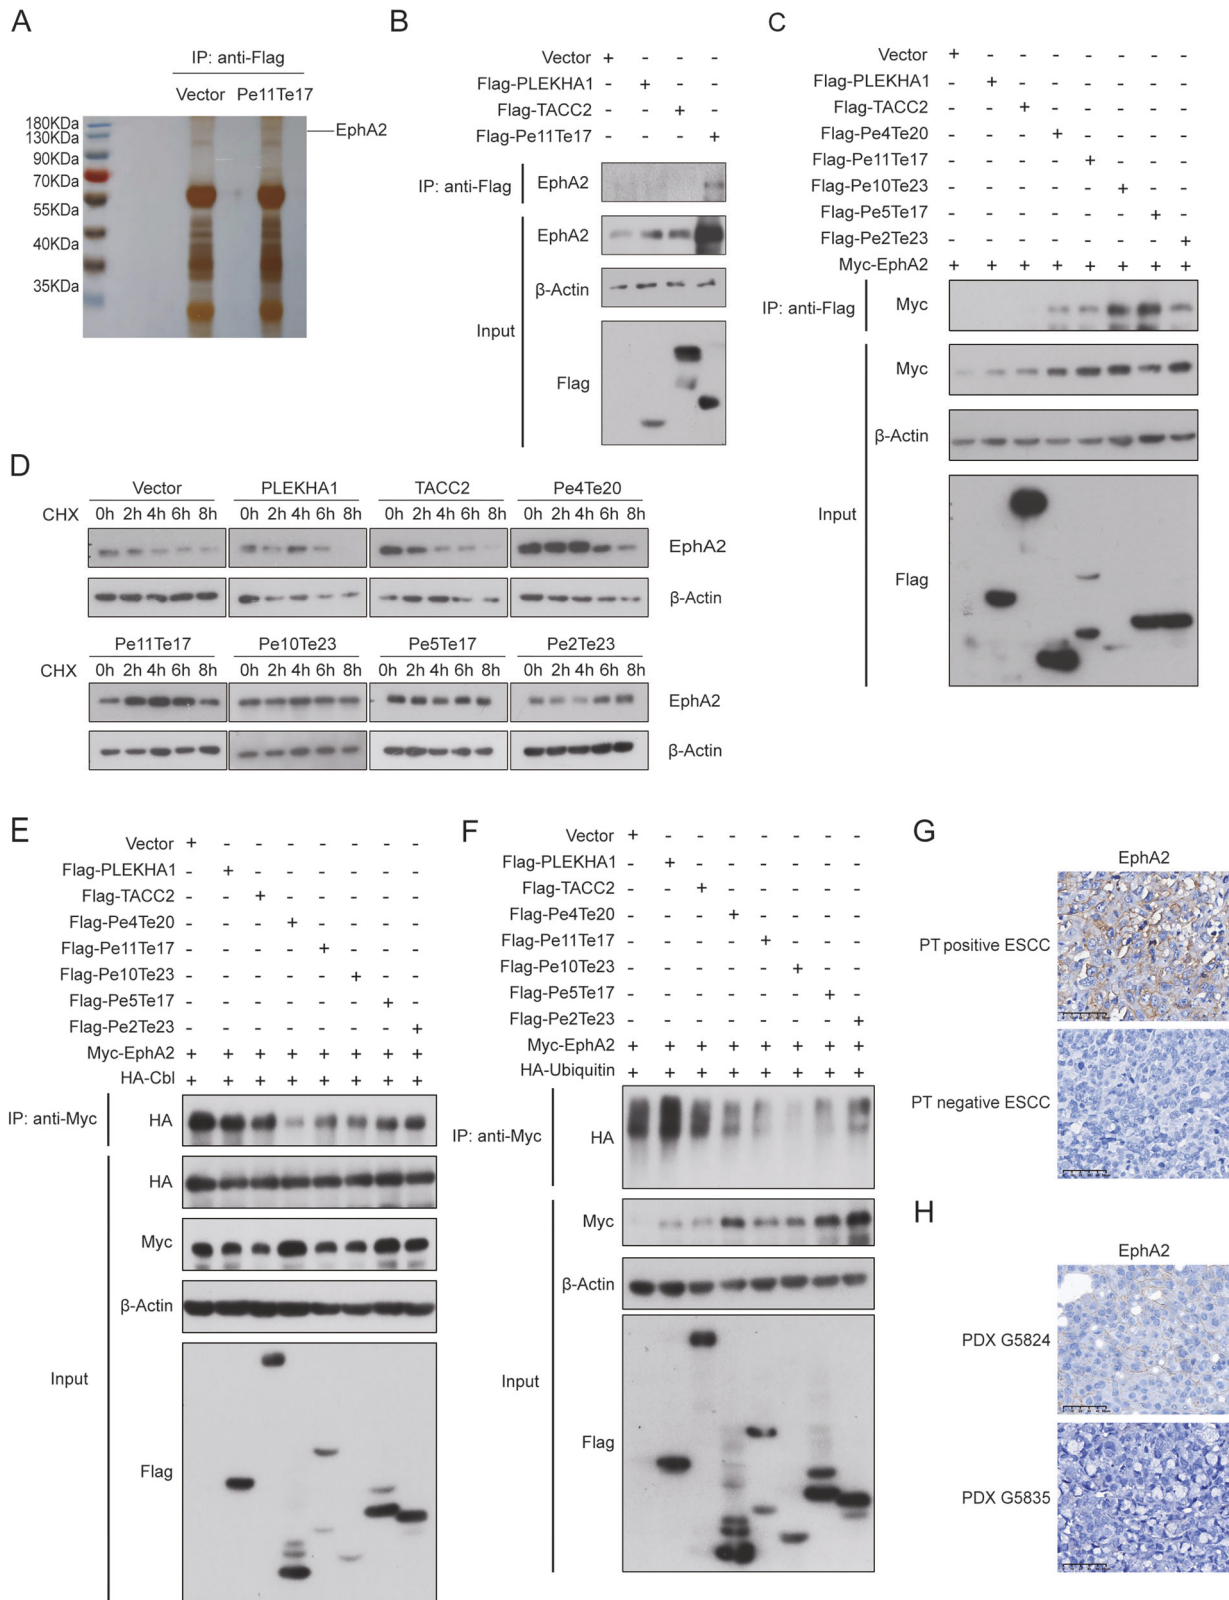 A
IP: anti-Flag
Vector Pe11Te17
180KDa
130KDa
90KDa
70KDa
55KDa
40KDa
35KDa
EphA2
B
Vector + - - -
Flag-PLEKHA1 - + - -
Flag-TACC2 - - + -
Flag-Pe11Te17 - - - +
IP: anti-Flag EphA2
Input
EphA2
β-Actin
Flag
C
Vector + - - - - - - -
Flag-PLEKHA1 - + - - - - - -
Flag-TACC2 - - + - - - - -
Flag-Pe4Te20 - - - + - - - -
Flag-Pe11Te17 - - - - + - - -
Flag-Pe10Te23 - - - - - + - -
Flag-Pe5Te17 - - - - - - + -
Flag-Pe2Te23 - - - - - - - +
Myc-EphA2 + + + + + + + +
IP: anti-Flag Myc
Input
Myc
β-Actin
Flag
D
Vector PLEKHA1 TACC2 Pe4Te20
CHX 0h 2h 4h 6h 8h 0h 2h 4h 6h 8h 0h 2h 4h 6h 8h 0h 2h 4h 6h 8h
EphA2
β-Actin
Pe11Te17 Pe10Te23 Pe5Te17 Pe2Te23
CHX 0h 2h 4h 6h 8h 0h 2h 4h 6h 8h 0h 2h 4h 6h 8h 0h 2h 4h 6h 8h
EphA2
β-Actin
E
Vector + - - - - - - -
Flag-PLEKHA1 - + - - - - - -
Flag-TACC2 - - + - - - - -
Flag-Pe4Te20 - - - + - - - -
Flag-Pe11Te17 - - - - + - - -
Flag-Pe10Te23 - - - - - + - -
Flag-Pe5Te17 - - - - - - + -
Flag-Pe2Te23 - - - - - - - +
Myc-EphA2 + + + + + + + +
HA-Cbl + + + + + + + +
IP: anti-Myc HA
Input
HA
Myc
β-Actin
Flag
F
Vector + - - - - - - -
Flag-PLEKHA1 - + - - - - - -
Flag-TACC2 - - + - - - - -
Flag-Pe4Te20 - - - + - - - -
Flag-Pe11Te17 - - - - + - - -
Flag-Pe10Te23 - - - - - + - -
Flag-Pe5Te17 - - - - - - + -
Flag-Pe2Te23 - - - - - - - +
Myc-EphA2 + + + + + + + +
HA-Ubiquitin + + + + + + + +
IP: anti-Myc HA
Input
Myc
β-Actin
Flag
G
EphA2
PT positive ESCC
PT negative ESCC
H
EphA2
PDX G5824
PDX G5835